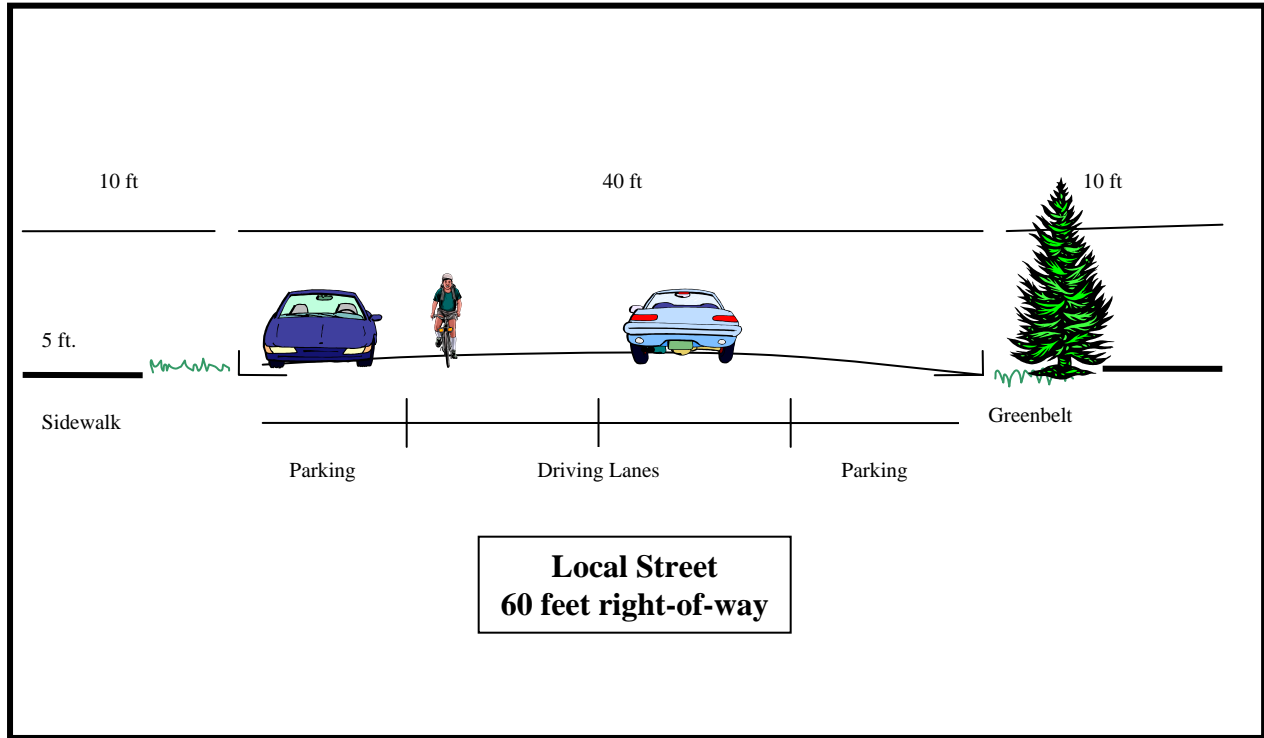 10 ft
40 ft
10 ft
5 ft.
Sidewalk
Greenbelt
Parking
Driving Lanes
Parking
Local Street
60 feet right-of-way